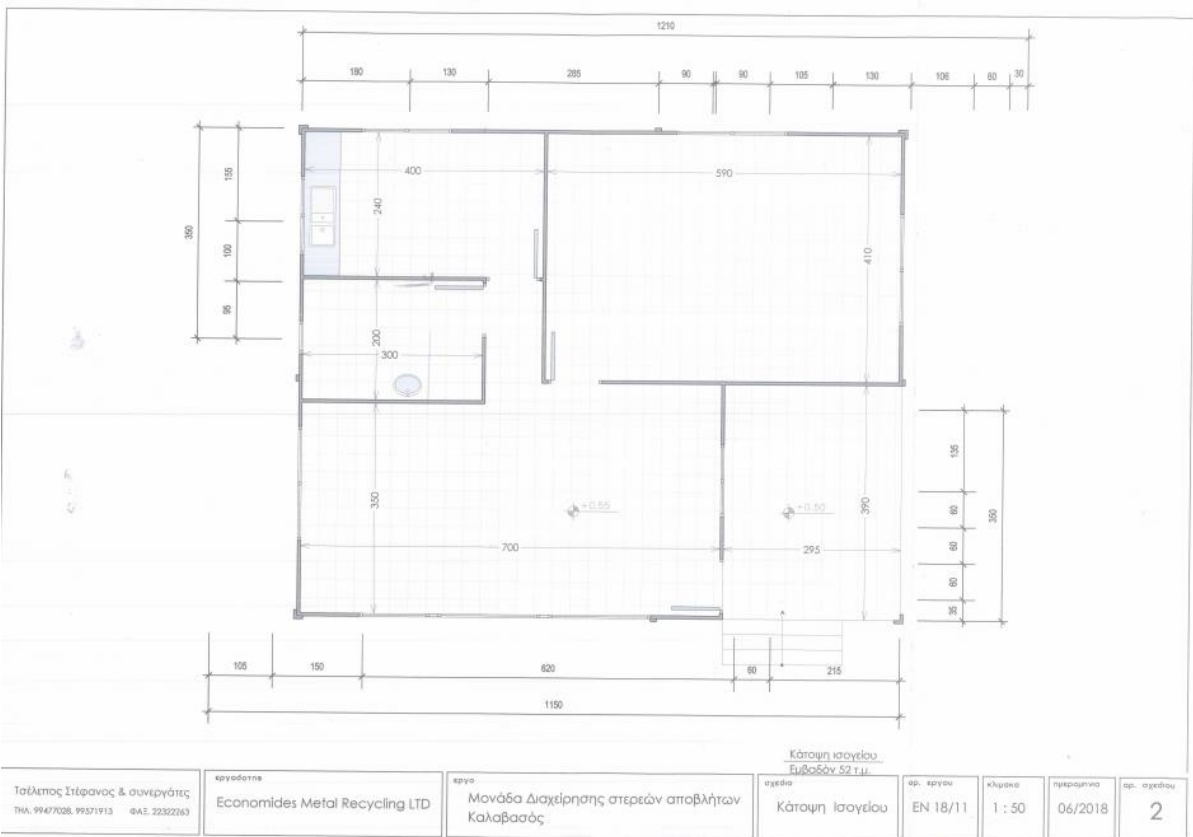 1210
180 130 285 90 90 105 130 106 60 30
350
155
100
95
400
590
240
410
200
300
350
+0.55
+0.50
390
700
295
135
60
60
60
35
350
105 150 620 60 215
1150
Κάτοψη ισογείου
Εμβαδόν 52 τ.μ.
Τσέλεπος Στέφανος & συνεργάτες
ΤΗΛ. 99477028, 99571913 ΦΑΞ. 22322263
εργοδότης
Economides Metal Recycling LTD
έργο
Μονάδα Διαχείρησης στερεών αποβλήτων
Καλαβασός
σχέδιο
Κάτοψη Ισογείου
αρ. έργου
EN 18/11
κλίμακα
1 : 50
ημερομηνία
06/2018
αρ. σχεδίου
2